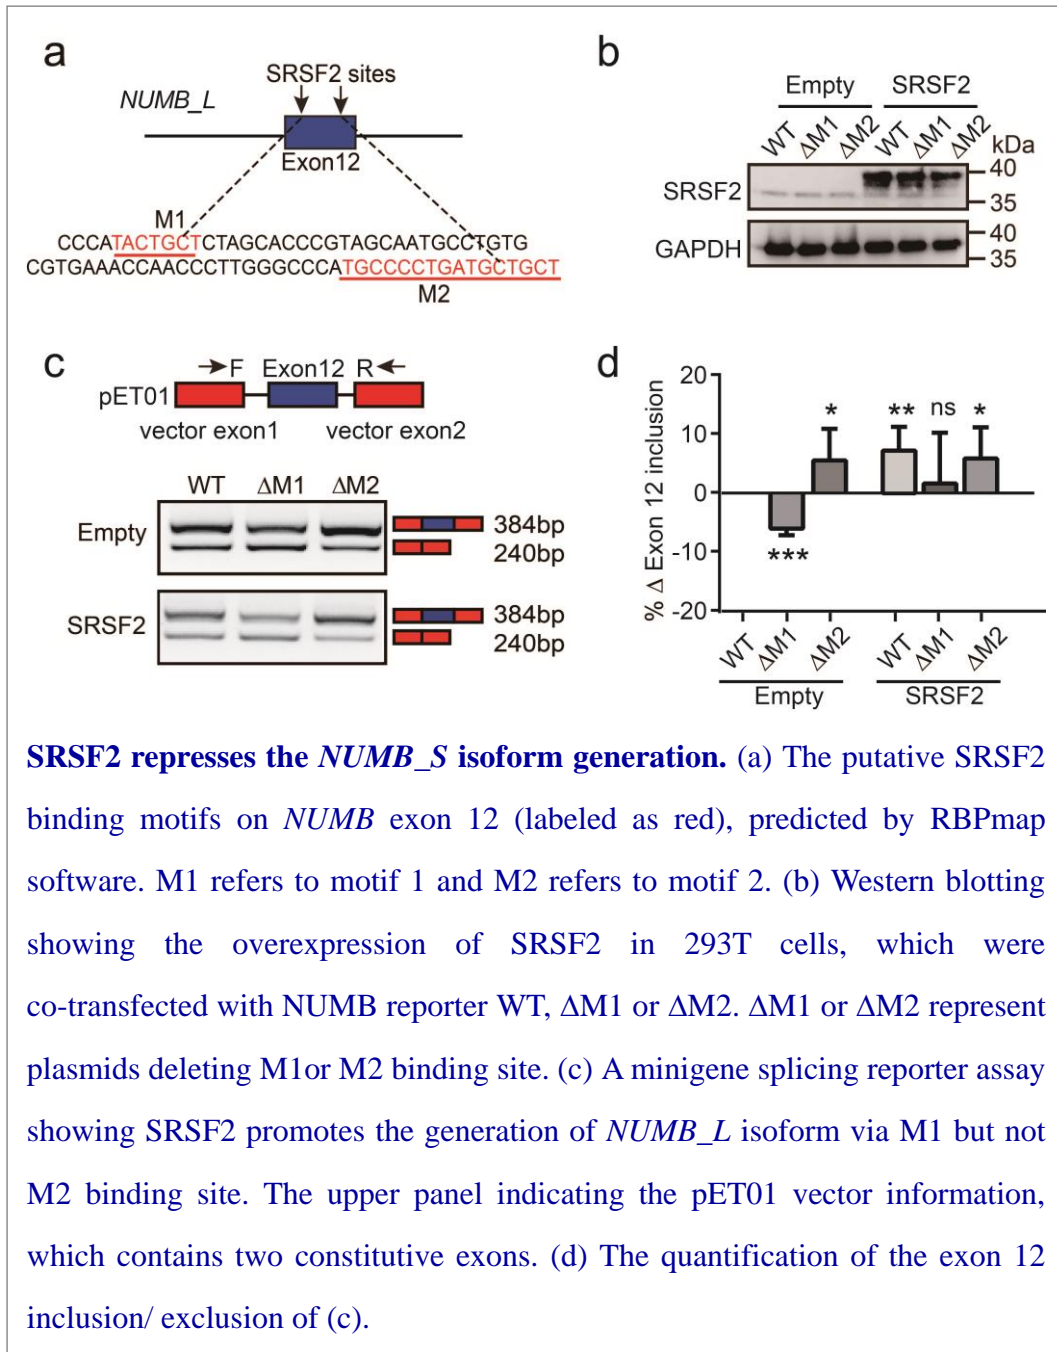 a
SRSF2 sites
NUMB_L
Exon12
M1
CCCATACTGCTCTAGCACCCGTAGCAATGCCTGTG
CGTGAAACCAACCCTTGGGCCCATGCCCCTGATGCTGCT
M2
b
Empty SRSF2
WT ΔM1 ΔM2 WT ΔM1 ΔM2 kDa
SRSF2
40
35
GAPDH
40
35
c
F Exon12 R
pET01
vector exon1 vector exon2
WT ΔM1 ΔM2
Empty
384bp
240bp
SRSF2
384bp
240bp
d
% Δ Exon 12 inclusion
20
10
0
-10
-20
*** * ** ns *
WT ΔM1 ΔM2 WT ΔM1 ΔM2
Empty SRSF2
SRSF2 represses the NUMB_S isoform generation. (a) The putative SRSF2
binding motifs on NUMB exon 12 (labeled as red), predicted by RBPmap
software. M1 refers to motif 1 and M2 refers to motif 2. (b) Western blotting
showing the overexpression of SRSF2 in 293T cells, which were
co-transfected with NUMB reporter WT, ΔM1 or ΔM2. ΔM1 or ΔM2 represent
plasmids deleting M1or M2 binding site. (c) A minigene splicing reporter assay
showing SRSF2 promotes the generation of NUMB_L isoform via M1 but not
M2 binding site. The upper panel indicating the pET01 vector information,
which contains two constitutive exons. (d) The quantification of the exon 12
inclusion/ exclusion of (c).